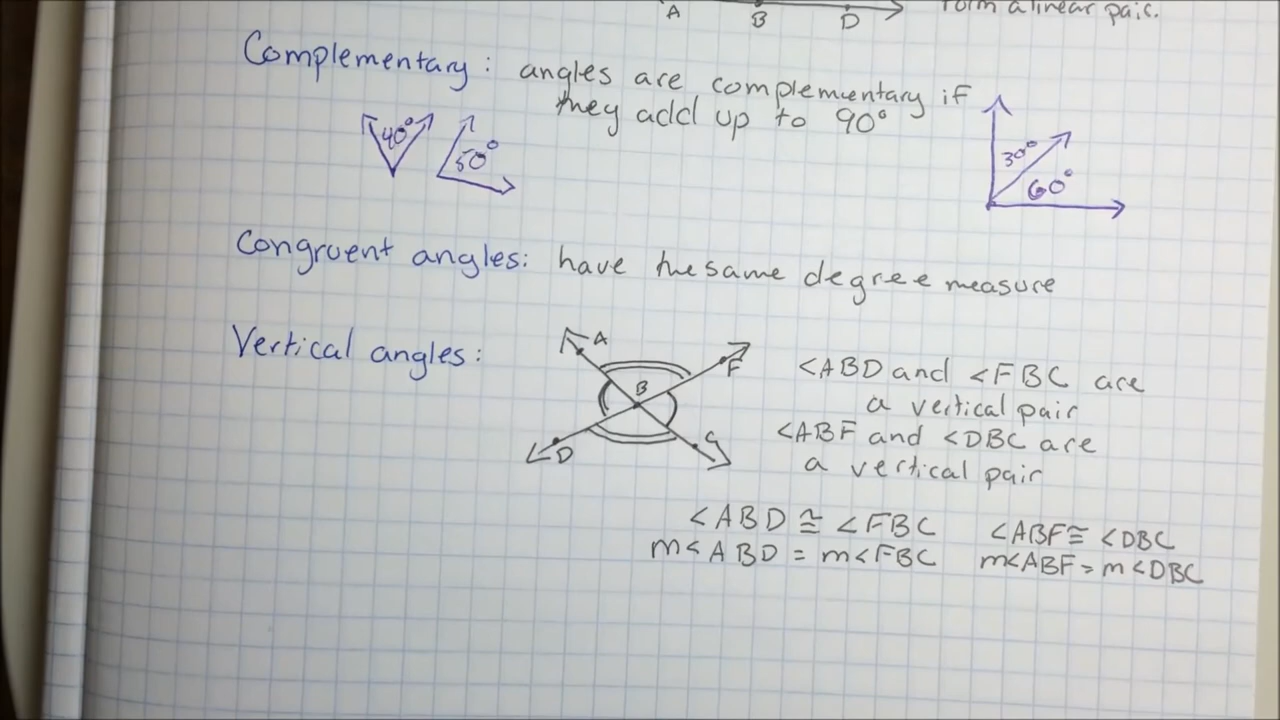 A B D form a linear pair.
Complementary: angles are complementary if
they add up to 90°
40° 50° 30° 60°
Congruent angles: have the same degree measure
Vertical angles:
A F B D C
<ABD and <FBC are
a vertical pair
<ABF and <DBC are
a vertical pair
<ABD ≅ <FBC <ABF ≅ <DBC
m<ABD = m<FBC m<ABF = m<DBC